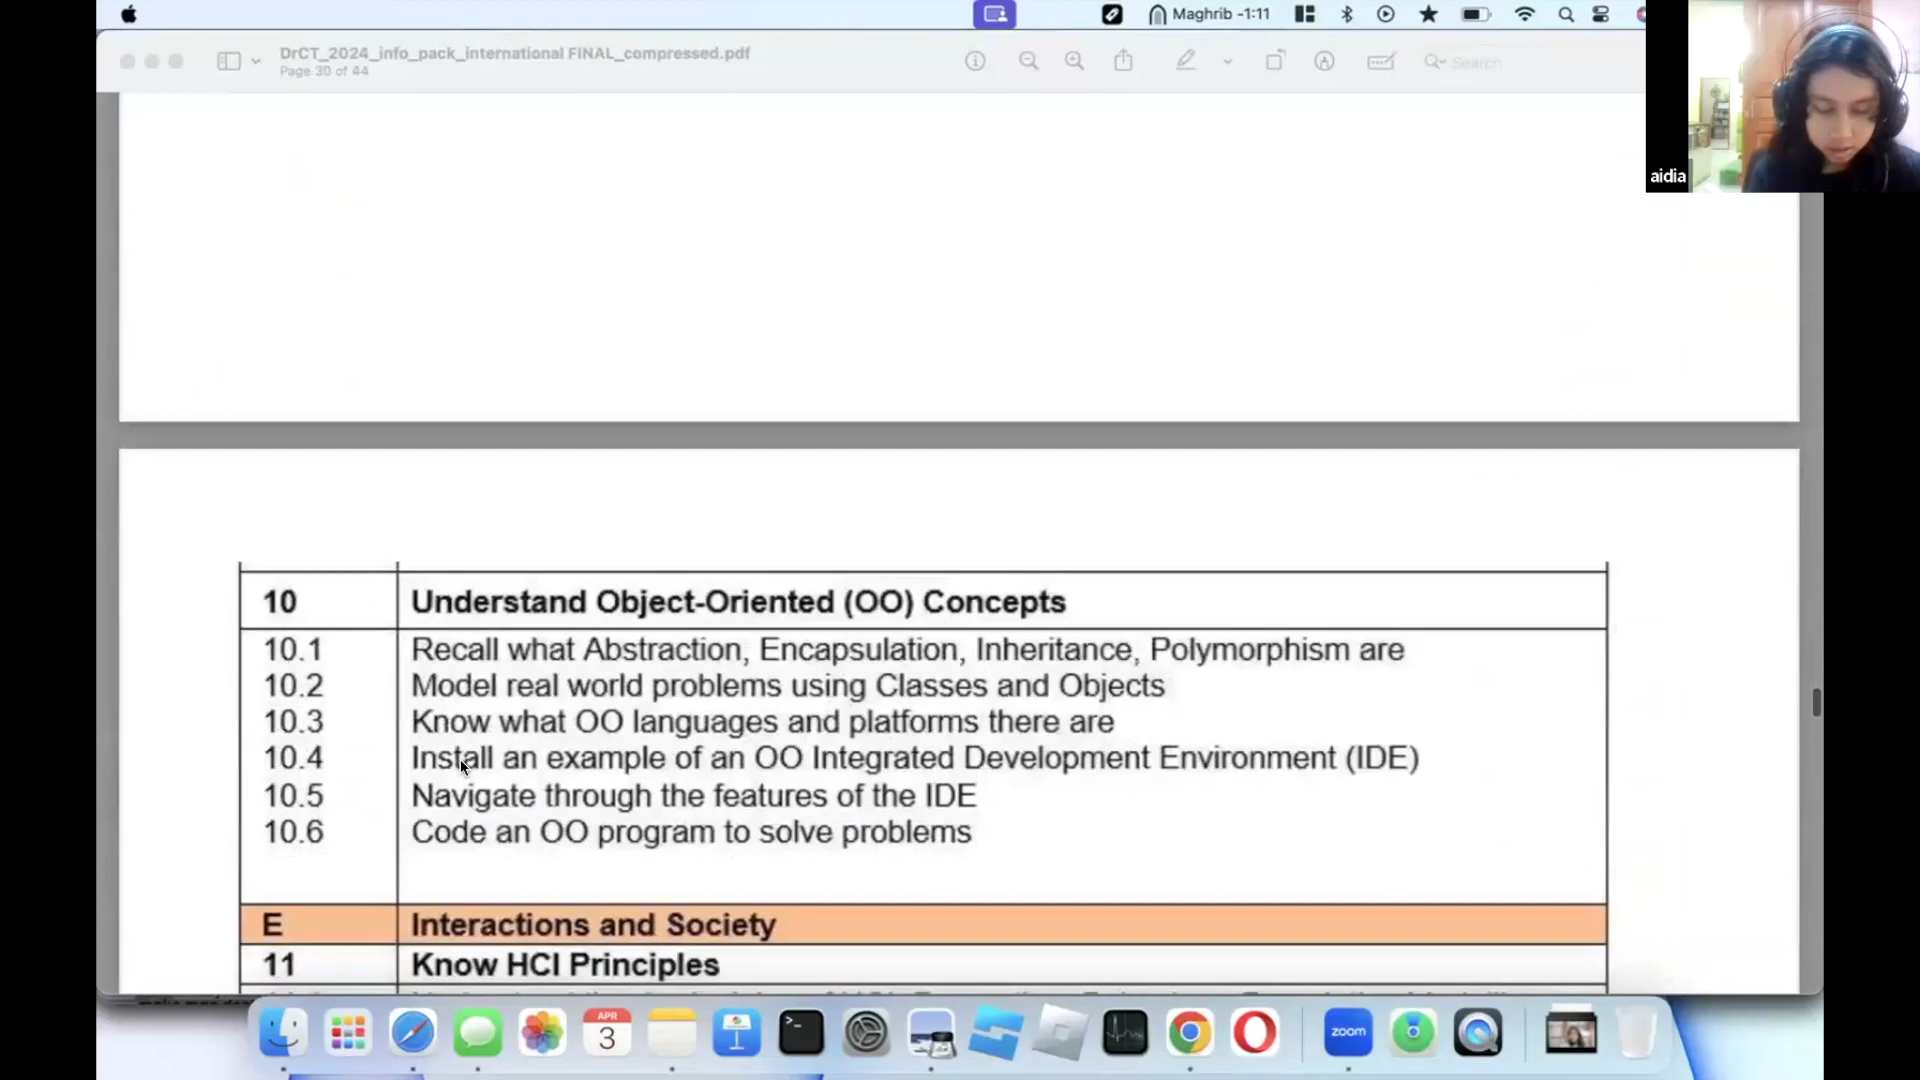 Maghrib -1:11
DrCT_2024_info_pack_international FINAL_compressed.pdf
Page 30 of 44
Search
aidia
10 Understand Object-Oriented (OO) Concepts
10.1 Recall what Abstraction, Encapsulation, Inheritance, Polymorphism are
10.2 Model real world problems using Classes and Objects
10.3 Know what OO languages and platforms there are
10.4 Install an example of an OO Integrated Development Environment (IDE)
10.5 Navigate through the features of the IDE
10.6 Code an OO program to solve problems
E Interactions and Society
11 Know HCI Principles
APR
3
zoom